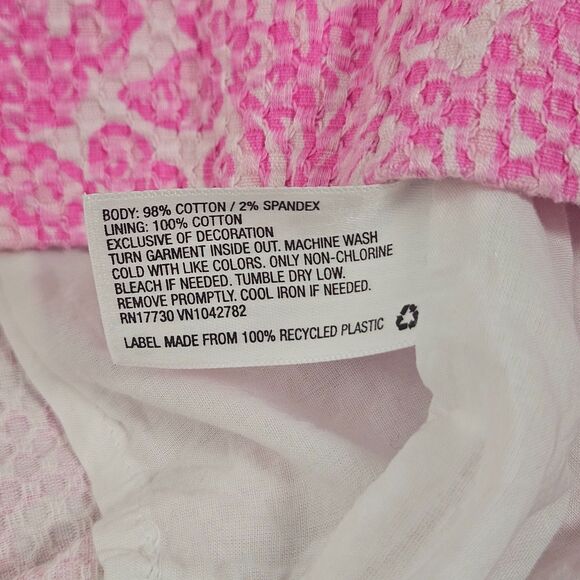 BODY: 98% COTTON / 2% SPANDEX
LINING: 100% COTTON
EXCLUSIVE OF DECORATION
TURN GARMENT INSIDE OUT. MACHINE WASH
COLD WITH LIKE COLORS. ONLY NON-CHLORINE
BLEACH IF NEEDED. TUMBLE DRY LOW.
REMOVE PROMPTLY. COOL IRON IF NEEDED.
RN17730 VN1042782
LABEL MADE FROM 100% RECYCLED PLASTIC